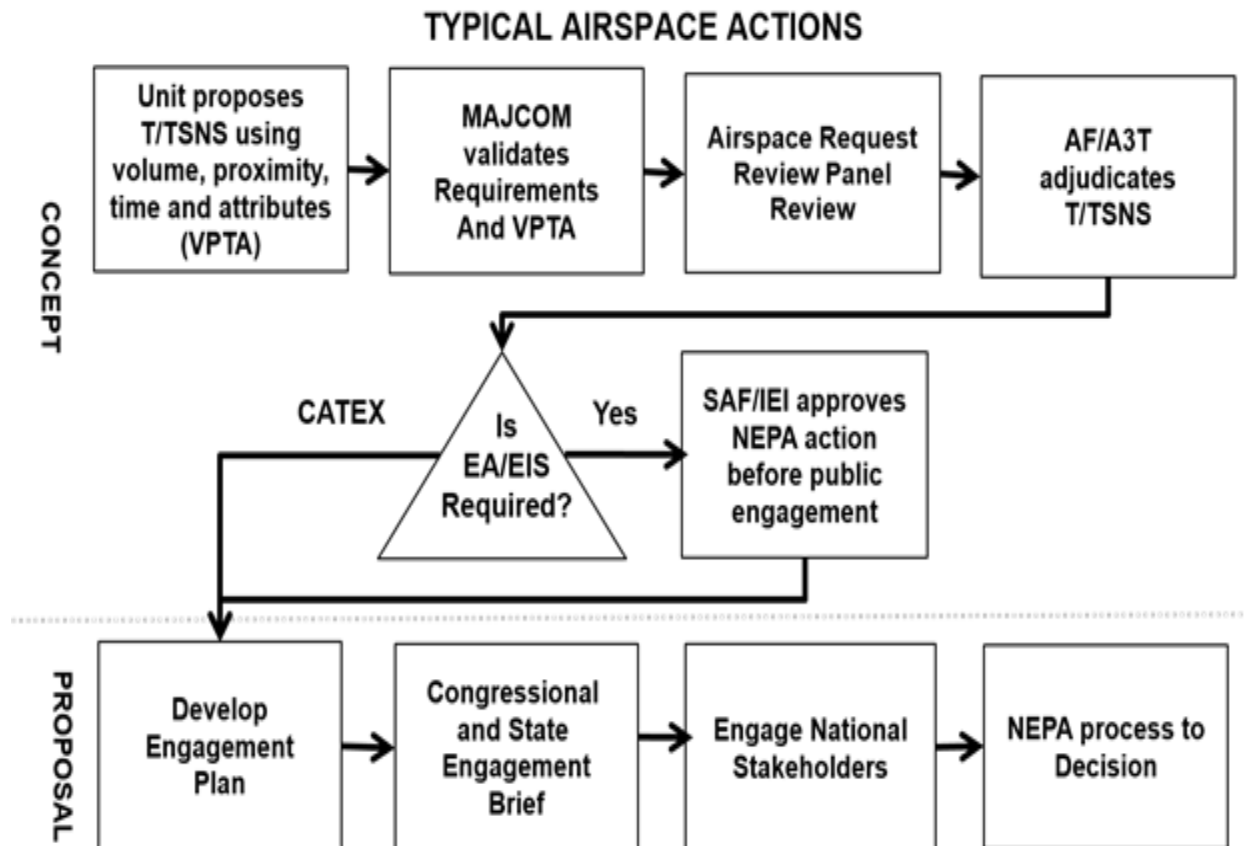 TYPICAL AIRSPACE ACTIONS
CONCEPT
Unit proposes
T/TSNS using
volume, proximity,
time and attributes
(VPTA)
MAJCOM
validates
Requirements
And VPTA
Airspace Request
Review Panel
Review
AF/A3T
adjudicates
T/TSNS
CATEX
Is
EA/EIS
Required?
Yes
SAF/IEI approves
NEPA action
before public
engagement
PROPOSAL
Develop
Engagement
Plan
Congressional
and State
Engagement
Brief
Engage National
Stakeholders
NEPA process to
Decision